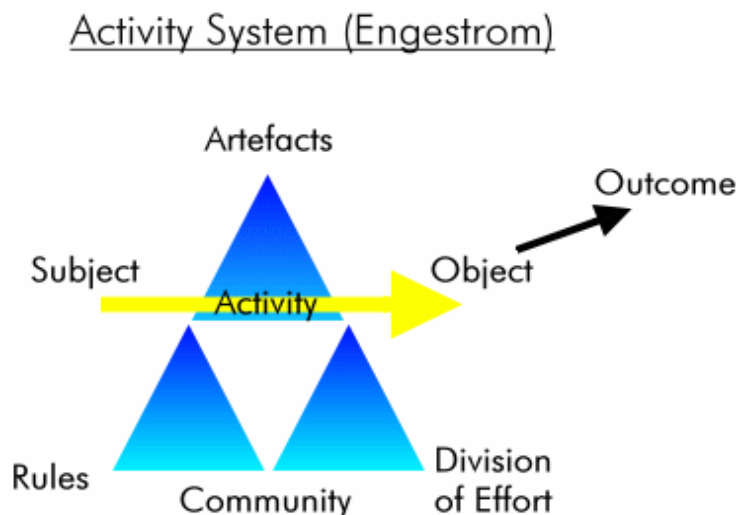 Activity System (Engestrom)
Artefacts
Outcome
Subject
Object
Activity
Rules
Community
Division
of Effort